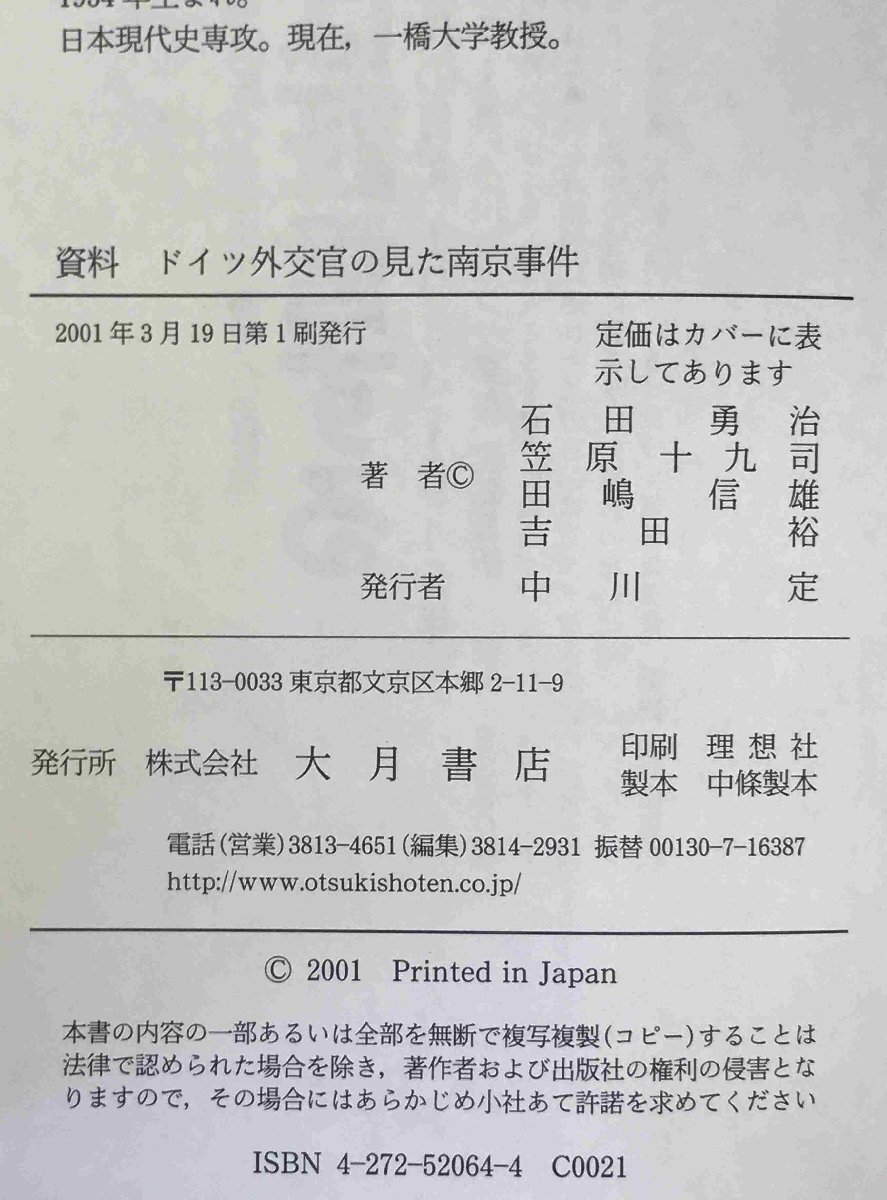 1954年生まれ。
日本現代史専攻。現在，一橋大学教授。
資料　ドイツ外交官の見た南京事件
2001年3月19日第1刷発行
定価はカバーに表
示してあります
著　者©
石田勇治
笠原十九司
田嶋信雄
吉田裕
発行者　中川定
〒113-0033 東京都文京区本郷 2-11-9
発行所　株式会社　大月書店
印刷　理想社
製本　中條製本
電話(営業)3813-4651(編集)3814-2931 振替 00130-7-16387
http://www.otsukishoten.co.jp/
© 2001　Printed in Japan
本書の内容の一部あるいは全部を無断で複写複製(コピー)することは
法律で認められた場合を除き，著作者および出版社の権利の侵害とな
りますので，その場合にはあらかじめ小社あて許諾を求めてください
ISBN 4-272-52064-4　C0021